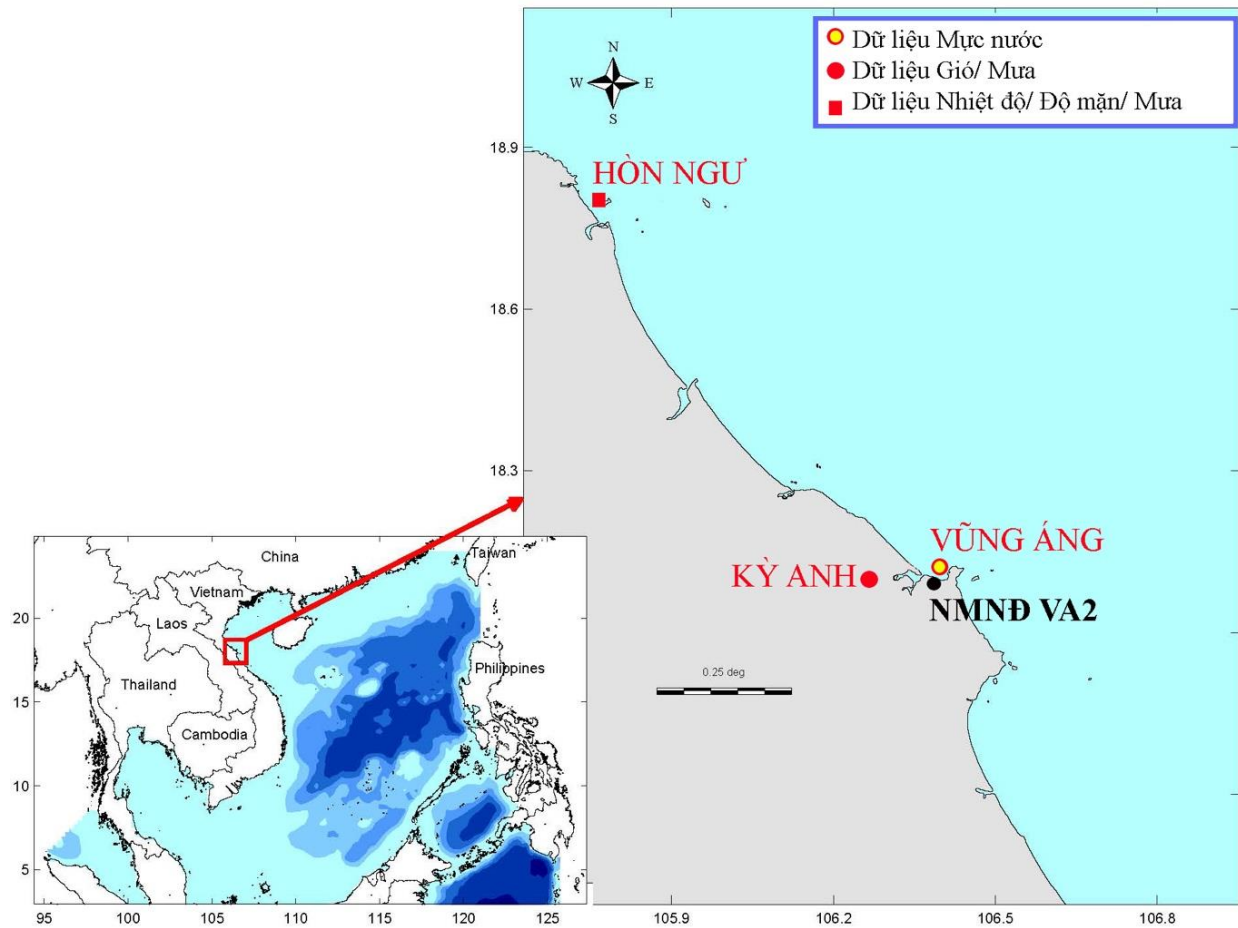 Dữ liệu Mực nước
Dữ liệu Gió/ Mưa
Dữ liệu Nhiệt độ/ Độ mặn/ Mưa
N
W E
S
18.9
HÒN NGƯ
18.6
18.3
VŨNG ÁNG
KỲ ANH
NMNĐ VA2
0.25 deg
105.9 106.2 106.5 106.8
China
Taiwan
Vietnam
Laos
Thailand
Philippines
Cambodia
20
15
10
5
95 100 105 110 115 120 125